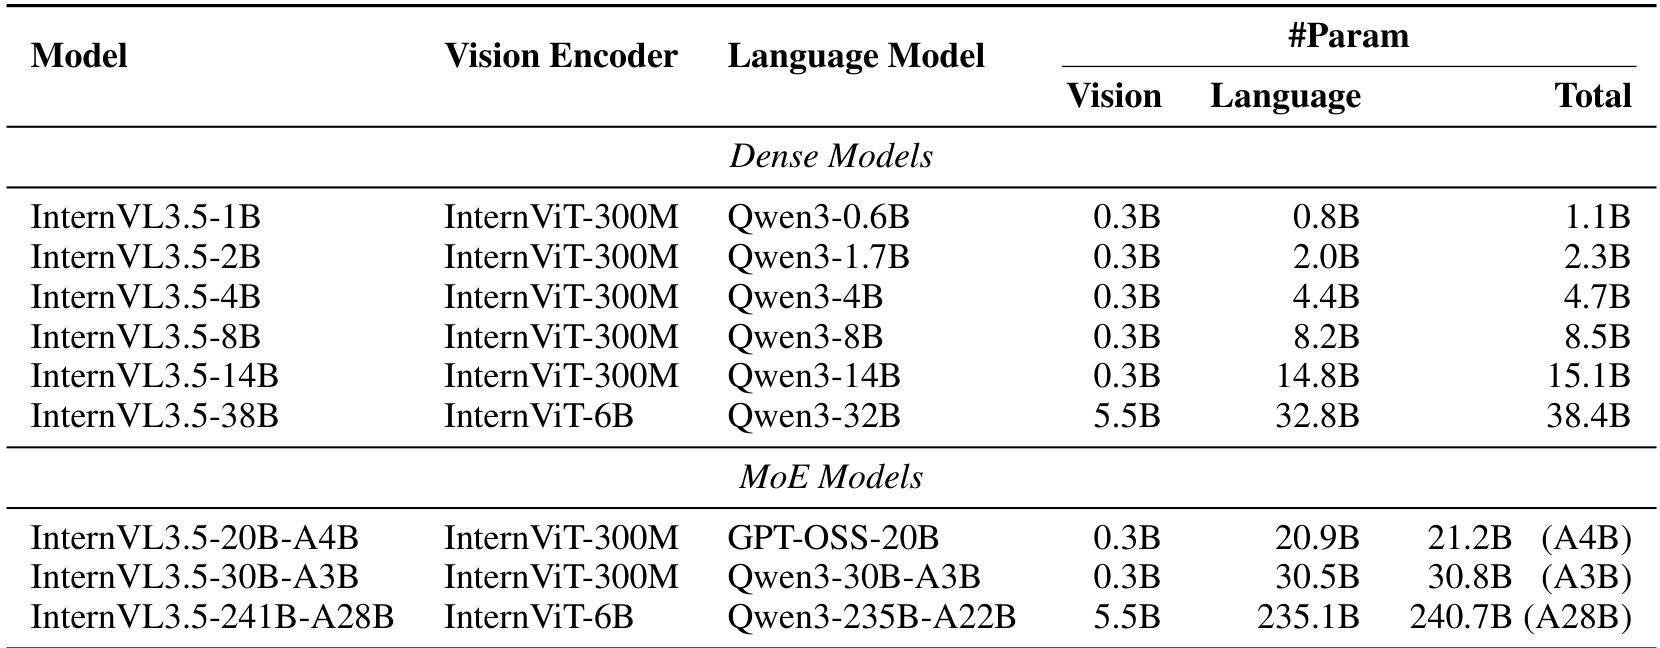 Model Vision Encoder Language Model #Param
Vision Language Total
Dense Models
InternVL3.5-1B InternViT-300M Qwen3-0.6B 0.3B 0.8B 1.1B
InternVL3.5-2B InternViT-300M Qwen3-1.7B 0.3B 2.0B 2.3B
InternVL3.5-4B InternViT-300M Qwen3-4B 0.3B 4.4B 4.7B
InternVL3.5-8B InternViT-300M Qwen3-8B 0.3B 8.2B 8.5B
InternVL3.5-14B InternViT-300M Qwen3-14B 0.3B 14.8B 15.1B
InternVL3.5-38B InternViT-6B Qwen3-32B 5.5B 32.8B 38.4B
MoE Models
InternVL3.5-20B-A4B InternViT-300M GPT-OSS-20B 0.3B 20.9B 21.2B (A4B)
InternVL3.5-30B-A3B InternViT-300M Qwen3-30B-A3B 0.3B 30.5B 30.8B (A3B)
InternVL3.5-241B-A28B InternViT-6B Qwen3-235B-A22B 5.5B 235.1B 240.7B (A28B)